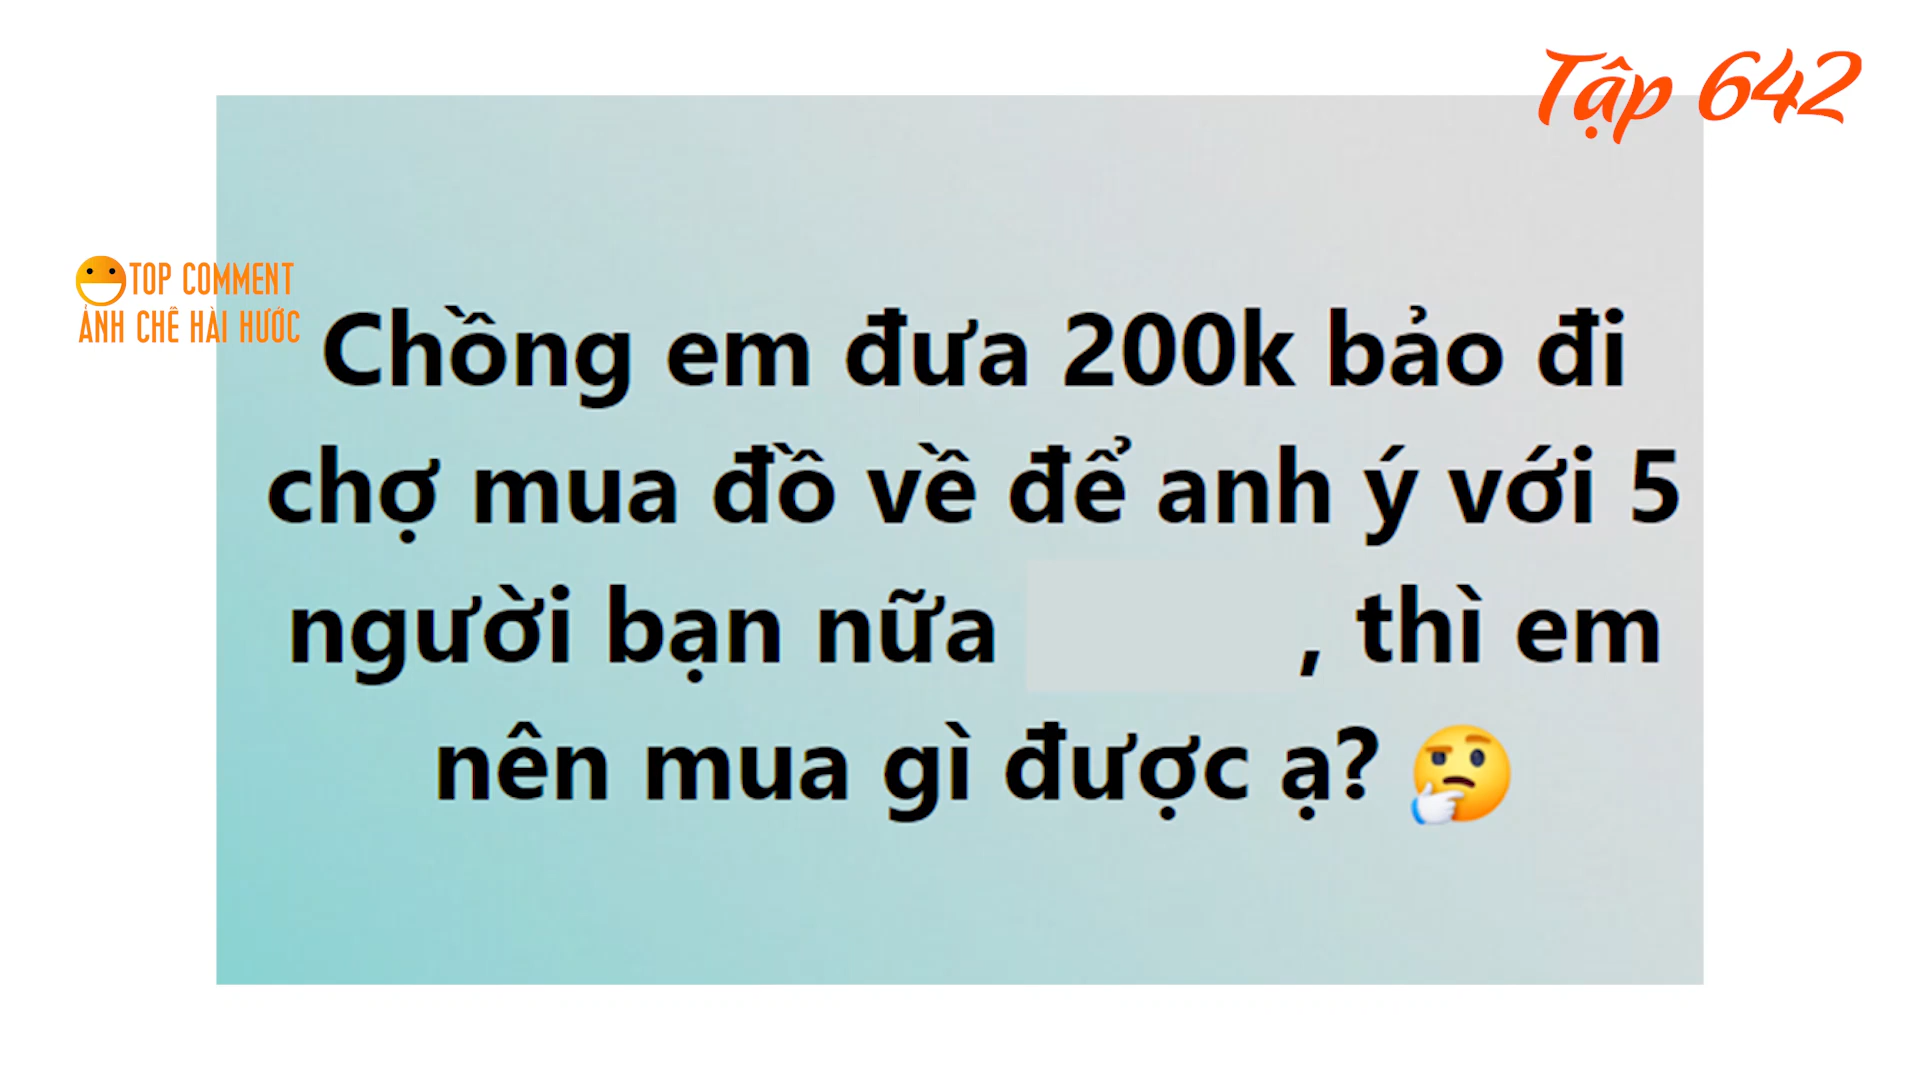 Tập 642
TOP COMMENT
ẢNH CHẾ HÀI HƯỚC
Chồng em đưa 200k bảo đi
chợ mua đồ về để anh ý với 5
người bạn nữa , thì em
nên mua gì được ạ? 🤔